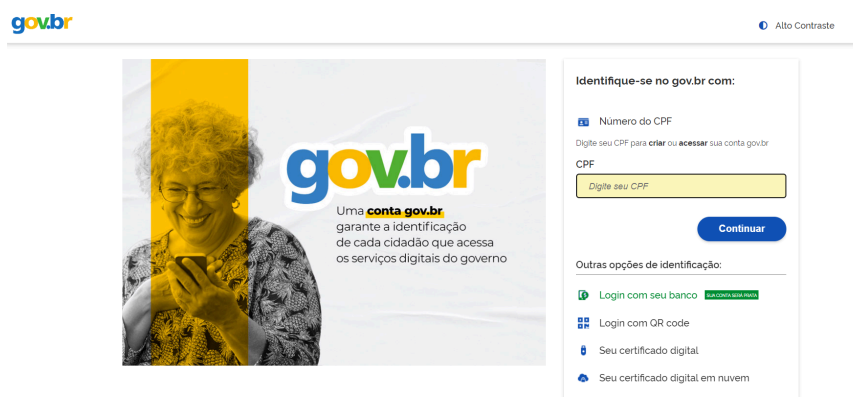 gov.br
Alto Contraste
gov.br
Uma conta gov.br
garante a identificação
de cada cidadão que acessa
os serviços digitais do governo
Identifique-se no gov.br com:
Número do CPF
Digite seu CPF para criar ou acessar sua conta gov.br
CPF
Digite seu CPF
Continuar
Outras opções de identificação:
Login com seu banco SUA CONTA SERÁ PRATA
Login com QR code
Seu certificado digital
Seu certificado digital em nuvem